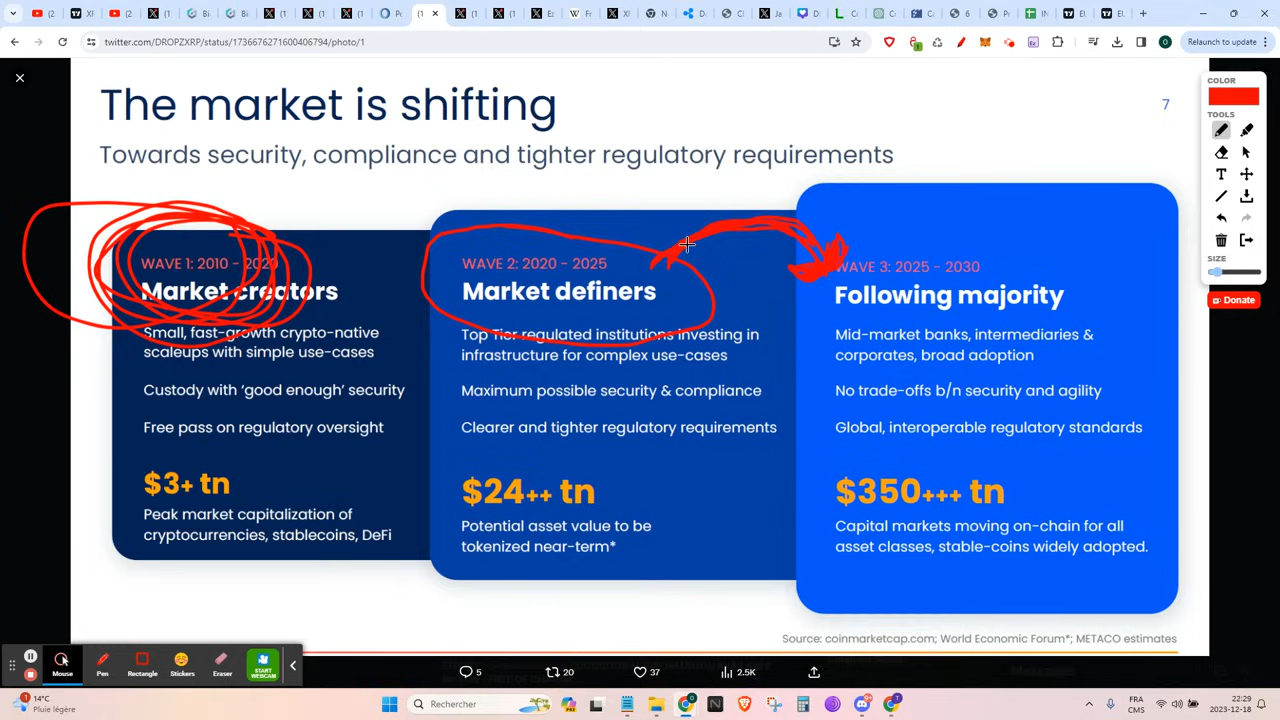 twitter.com/DROPZXRP/status/1736676271600406794/photo/1
Relaunch to update
The market is shifting
7
Towards security, compliance and tighter regulatory requirements
WAVE 1: 2010 - 2020
Market creators
Small, fast-growth crypto-native
scaleups with simple use-cases
Custody with ‘good enough’ security
Free pass on regulatory oversight
$3+ tn
Peak market capitalization of
cryptocurrencies, stablecoins, DeFi
WAVE 2: 2020 - 2025
Market definers
Top Tier regulated institutions investing in
infrastructure for complex use-cases
Maximum possible security & compliance
Clearer and tighter regulatory requirements
$24++ tn
Potential asset value to be
tokenized near-term*
WAVE 3: 2025 - 2030
Following majority
Mid-market banks, intermediaries &
corporates, broad adoption
No trade-offs b/n security and agility
Global, interoperable regulatory standards
$350+++ tn
Capital markets moving on-chain for all
asset classes, stable-coins widely adopted.
Source: coinmarketcap.com; World Economic Forum*; METACO estimates
COLOR
TOOLS
SIZE
Donate
Mouse
Pen
Rectangle
Stickers
Eraser
START
WEBCAM
5
20
37
2.5K
14°C
Pluie légère
Rechercher
FRA
CMS
22:29
2023-12-18